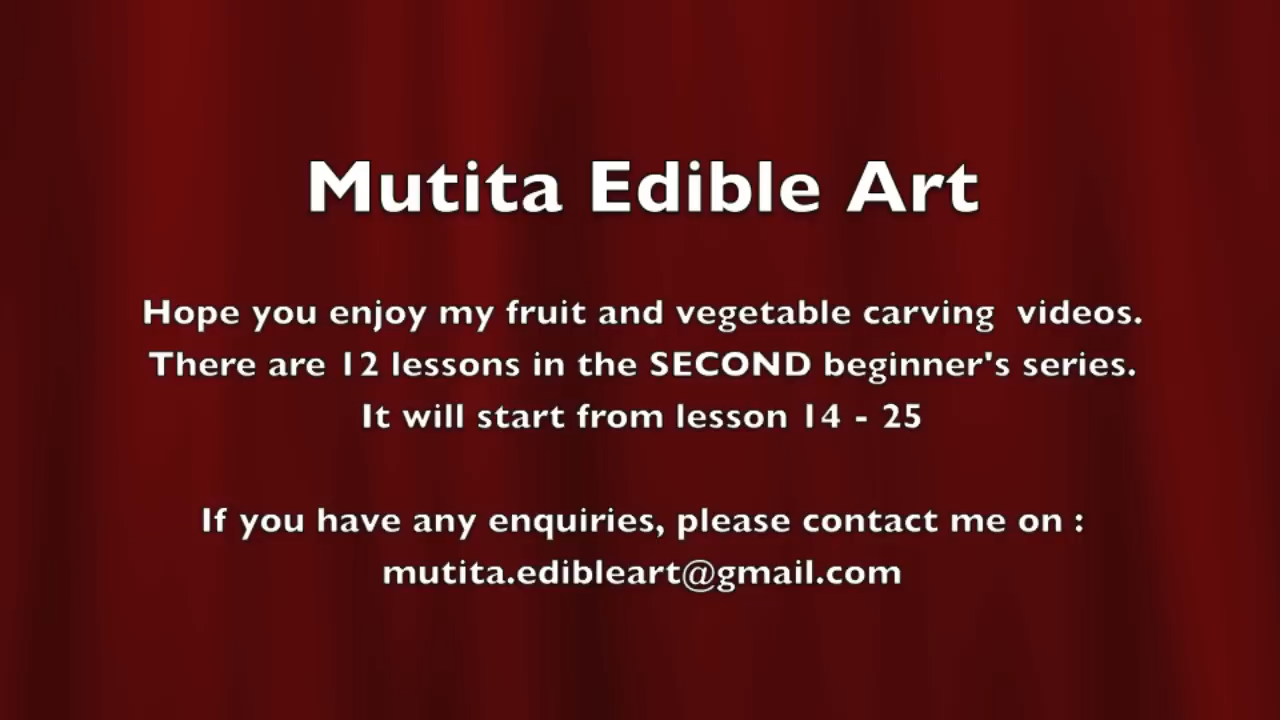 Mutita Edible Art
Hope you enjoy my fruit and vegetable carving  videos.
There are 12 lessons in the SECOND beginner's series.
It will start from lesson 14 - 25
If you have any enquiries, please contact me on :
mutita.edibleart@gmail.com